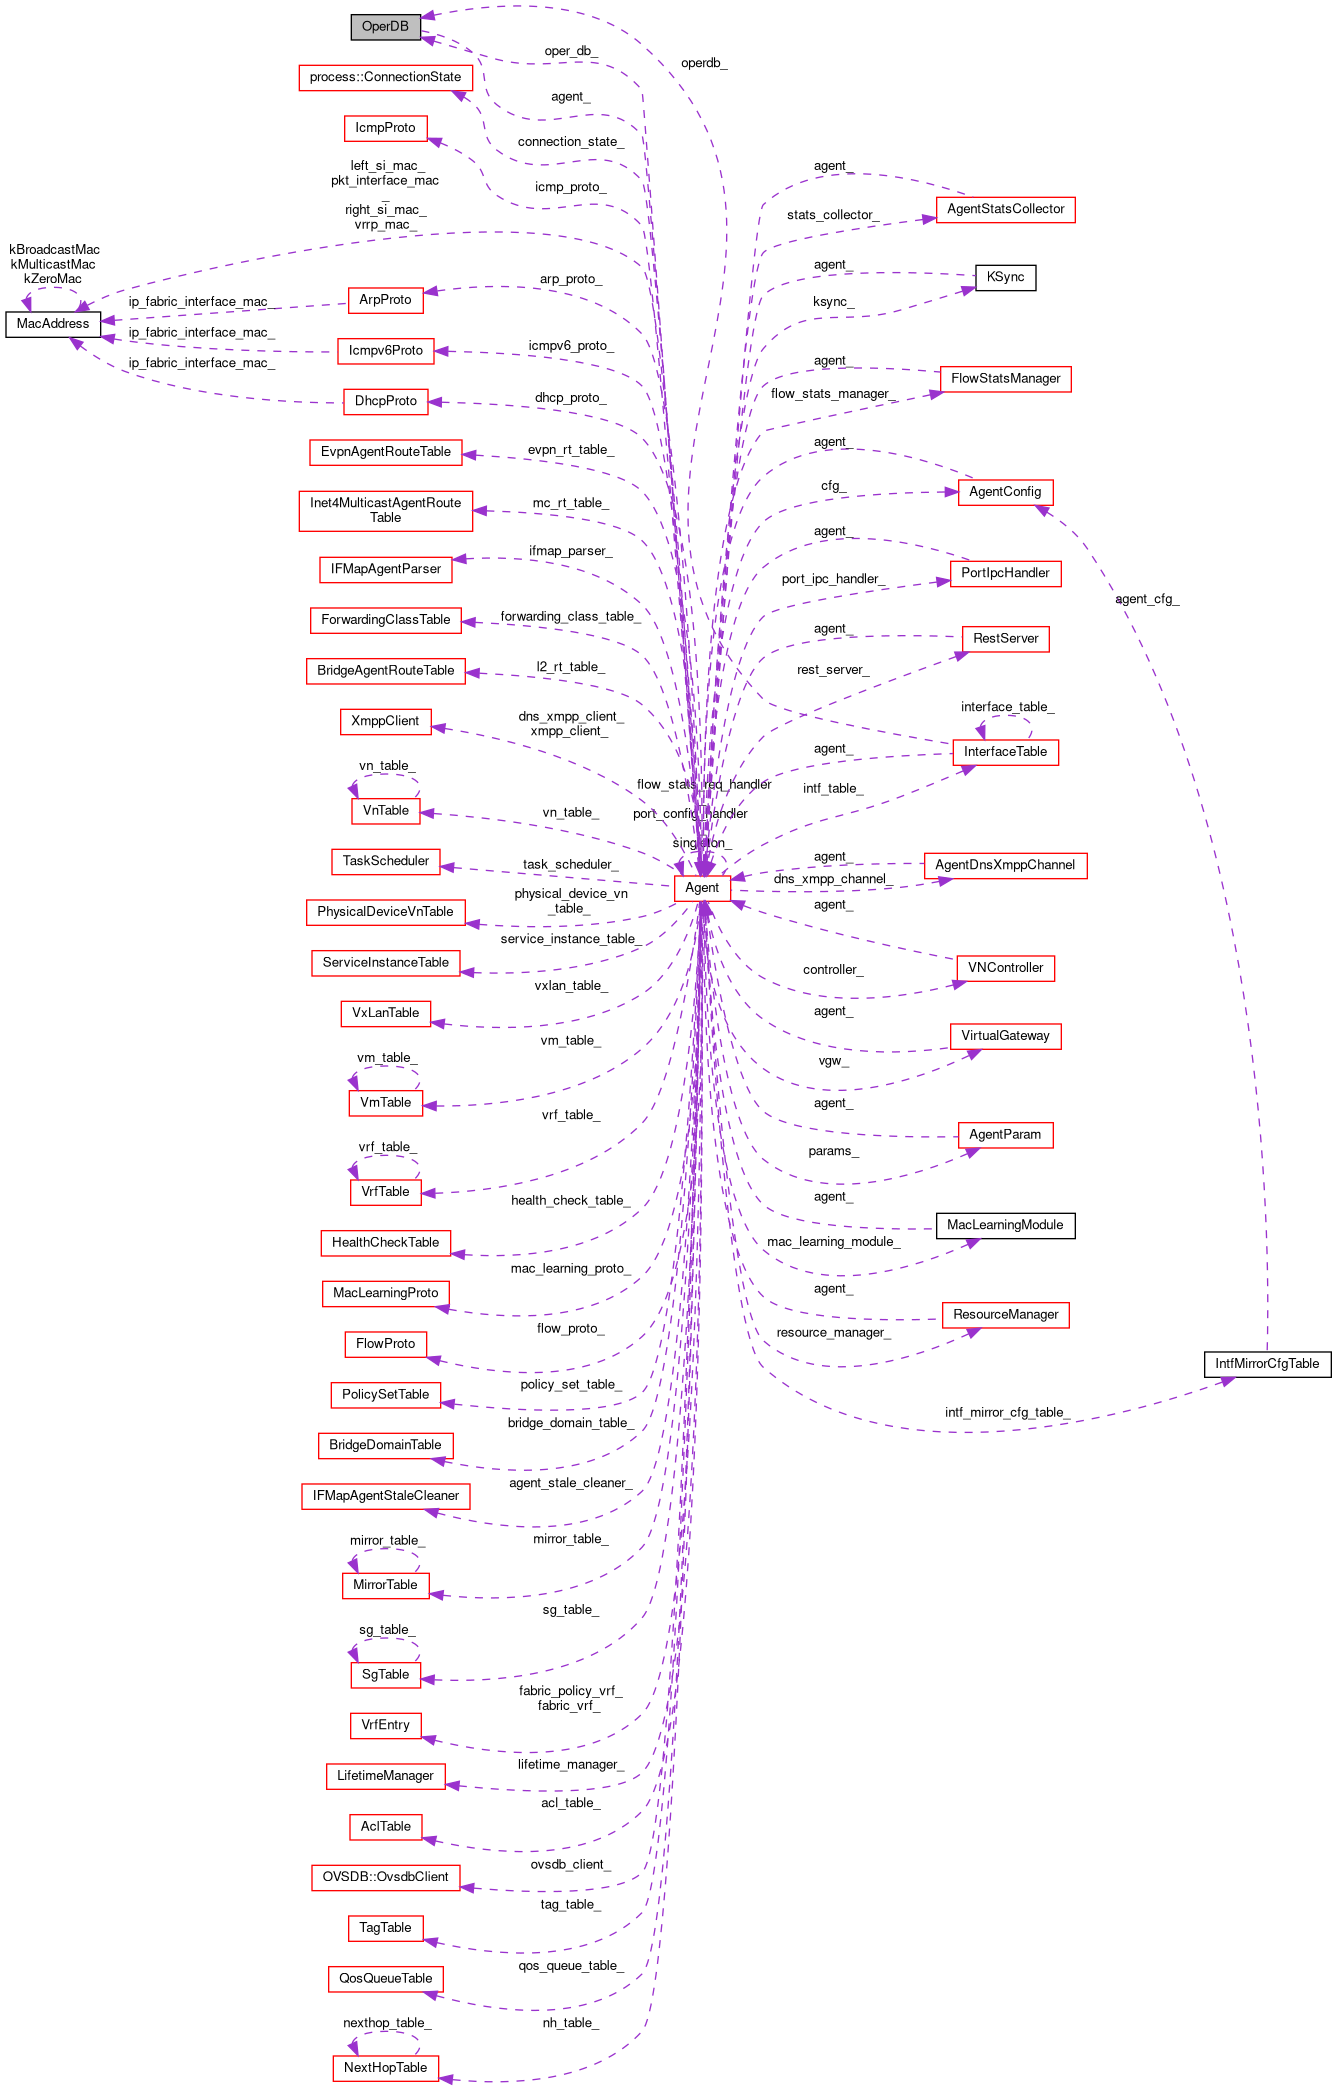 OperDB
operdb_
oper_db_
process::ConnectionState
agent_
IcmpProto
connection_state_
left_si_mac_
pkt_interface_mac
_
right_si_mac_
vrrp_mac_
icmp_proto_
agent_
AgentStatsCollector
stats_collector_
kBroadcastMac
kMulticastMac
kZeroMac
MacAddress
ip_fabric_interface_mac_
ArpProto
arp_proto_
agent_
KSync
ksync_
ip_fabric_interface_mac_
Icmpv6Proto
icmpv6_proto_
ip_fabric_interface_mac_
DhcpProto
dhcp_proto_
agent_
FlowStatsManager
flow_stats_manager_
EvpnAgentRouteTable
evpn_rt_table_
agent_
AgentConfig
cfg_
Inet4MulticastAgentRoute
Table
mc_rt_table_
agent_
IFMapAgentParser
ifmap_parser_
PortIpcHandler
port_ipc_handler_
agent_cfg_
ForwardingClassTable
forwarding_class_table_
agent_
RestServer
rest_server_
BridgeAgentRouteTable
l2_rt_table_
XmppClient
dns_xmpp_client_
xmpp_client_
interface_table_
InterfaceTable
agent_
intf_table_
vn_table_
VnTable
vn_table_
flow_stats_req_handler
_
port_config_handler
_
singleton_
Agent
TaskScheduler
task_scheduler_
agent_
AgentDnsXmppChannel
dns_xmpp_channel_
PhysicalDeviceVnTable
physical_device_vn
_table_
agent_
ServiceInstanceTable
service_instance_table_
VNController
controller_
VxLanTable
vxlan_table_
agent_
VirtualGateway
vgw_
vm_table_
VmTable
vm_table_
agent_
AgentParam
params_
vrf_table_
VrfTable
vrf_table_
agent_
MacLearningModule
mac_learning_module_
HealthCheckTable
health_check_table_
MacLearningProto
mac_learning_proto_
agent_
ResourceManager
resource_manager_
FlowProto
flow_proto_
IntfMirrorCfgTable
intf_mirror_cfg_table_
PolicySetTable
policy_set_table_
BridgeDomainTable
bridge_domain_table_
IFMapAgentStaleCleaner
agent_stale_cleaner_
mirror_table_
MirrorTable
mirror_table_
sg_table_
SgTable
sg_table_
VrfEntry
fabric_policy_vrf_
fabric_vrf_
LifetimeManager
lifetime_manager_
AclTable
acl_table_
OVSDB::OvsdbClient
ovsdb_client_
TagTable
tag_table_
QosQueueTable
qos_queue_table_
nexthop_table_
NextHopTable
nh_table_